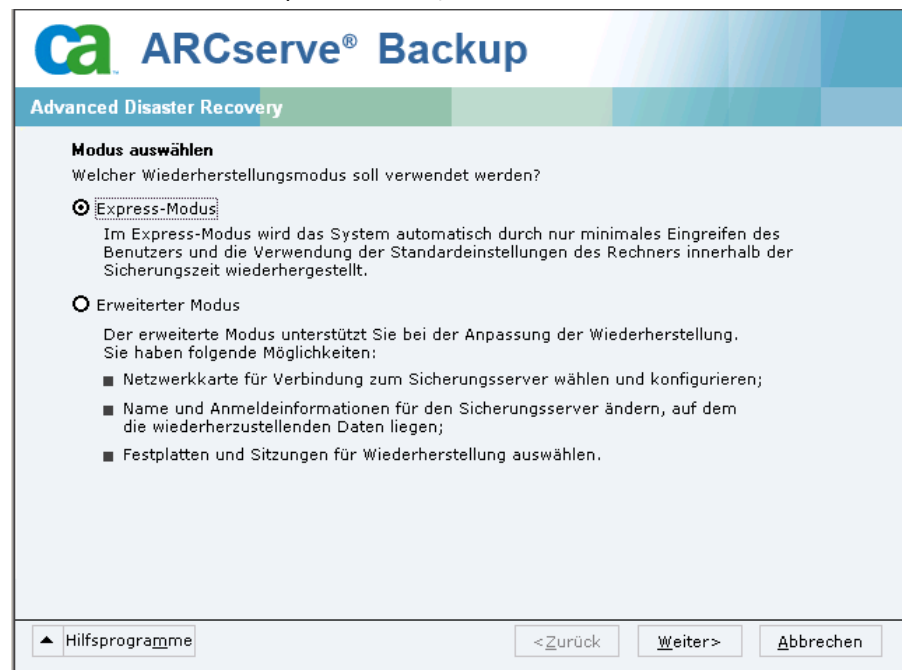 ca ARCserve® Backup
Advanced Disaster Recovery
Modus auswählen
Welcher Wiederherstellungsmodus soll verwendet werden?
Express-Modus
Im Express-Modus wird das System automatisch durch nur minimales Eingreifen des
Benutzers und die Verwendung der Standardeinstellungen des Rechners innerhalb der
Sicherungszeit wiederhergestellt.
Erweiterter Modus
Der erweiterte Modus unterstützt Sie bei der Anpassung der Wiederherstellung.
Sie haben folgende Möglichkeiten:
■ Netzwerkkarte für Verbindung zum Sicherungsserver wählen und konfigurieren;
■ Name und Anmeldeinformationen für den Sicherungsserver ändern, auf dem
die wiederherzustellenden Daten liegen;
■ Festplatten und Sitzungen für Wiederherstellung auswählen.
Hilfsprogramme <Zurück Weiter> Abbrechen